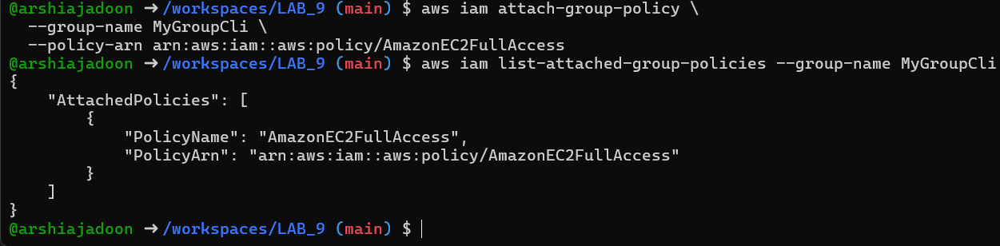 @arshiajadoon ➜ /workspaces/LAB_9 (main) $ aws iam attach-group-policy \
  --group-name MyGroupCli \
  --policy-arn arn:aws:iam::aws:policy/AmazonEC2FullAccess
@arshiajadoon ➜ /workspaces/LAB_9 (main) $ aws iam list-attached-group-policies --group-name MyGroupCli
{
    "AttachedPolicies": [
        {
            "PolicyName": "AmazonEC2FullAccess",
            "PolicyArn": "arn:aws:iam::aws:policy/AmazonEC2FullAccess"
        }
    ]
}
@arshiajadoon ➜ /workspaces/LAB_9 (main) $